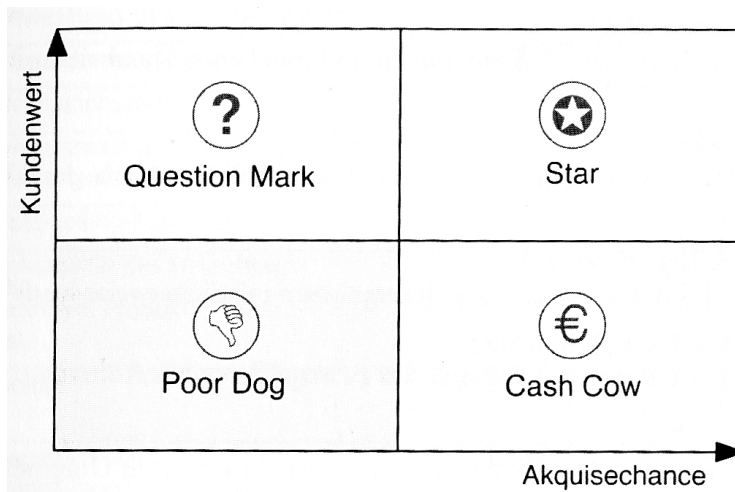 Kundenwert
?
Question Mark
Star
Poor Dog
€
Cash Cow
Akquisechance